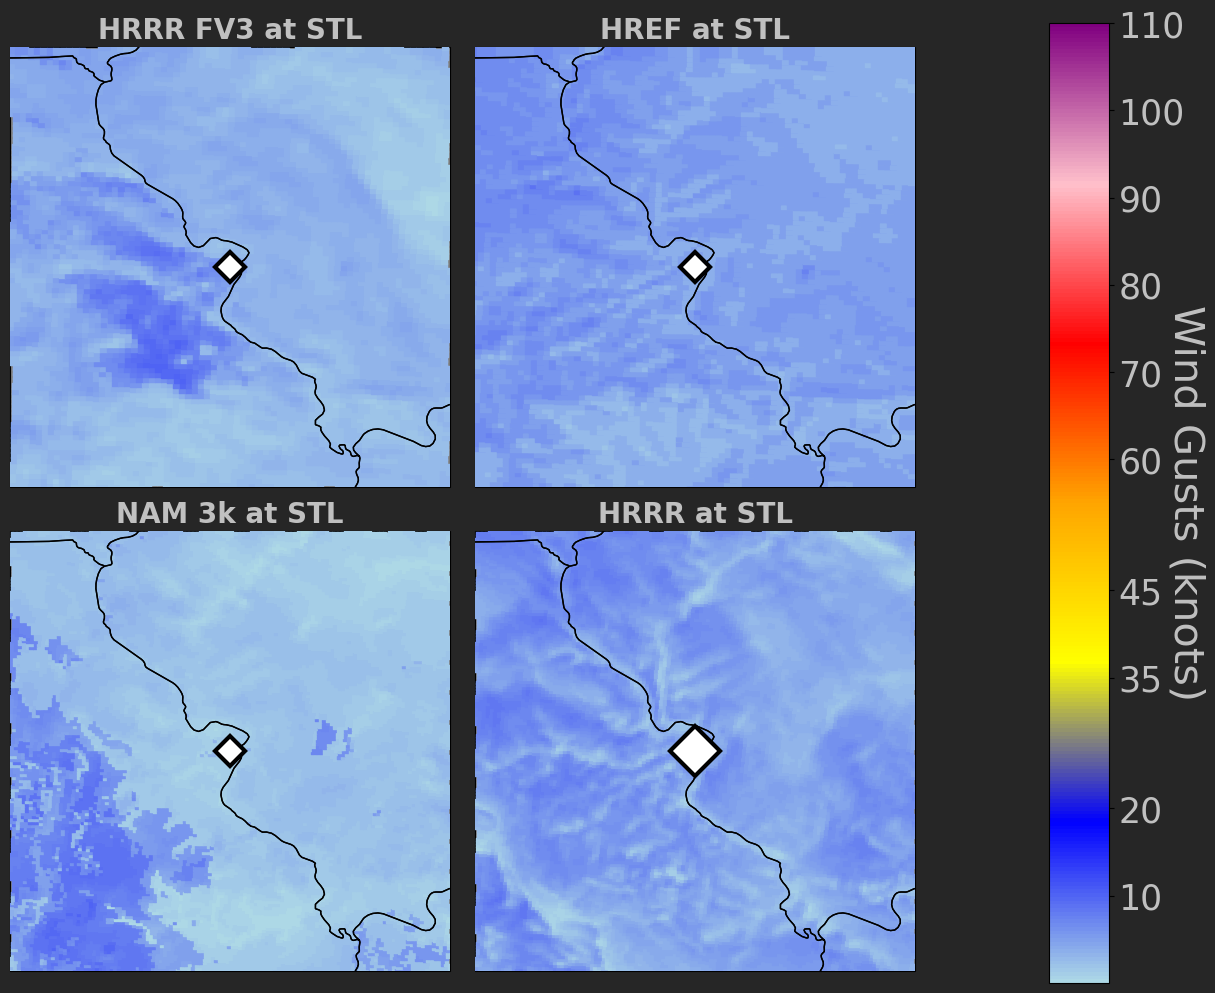 HRRR FV3 at STL
HREF at STL
NAM 3k at STL
HRRR at STL
110
100
90
80
70
60
45
35
20
10
Wind Gusts (knots)